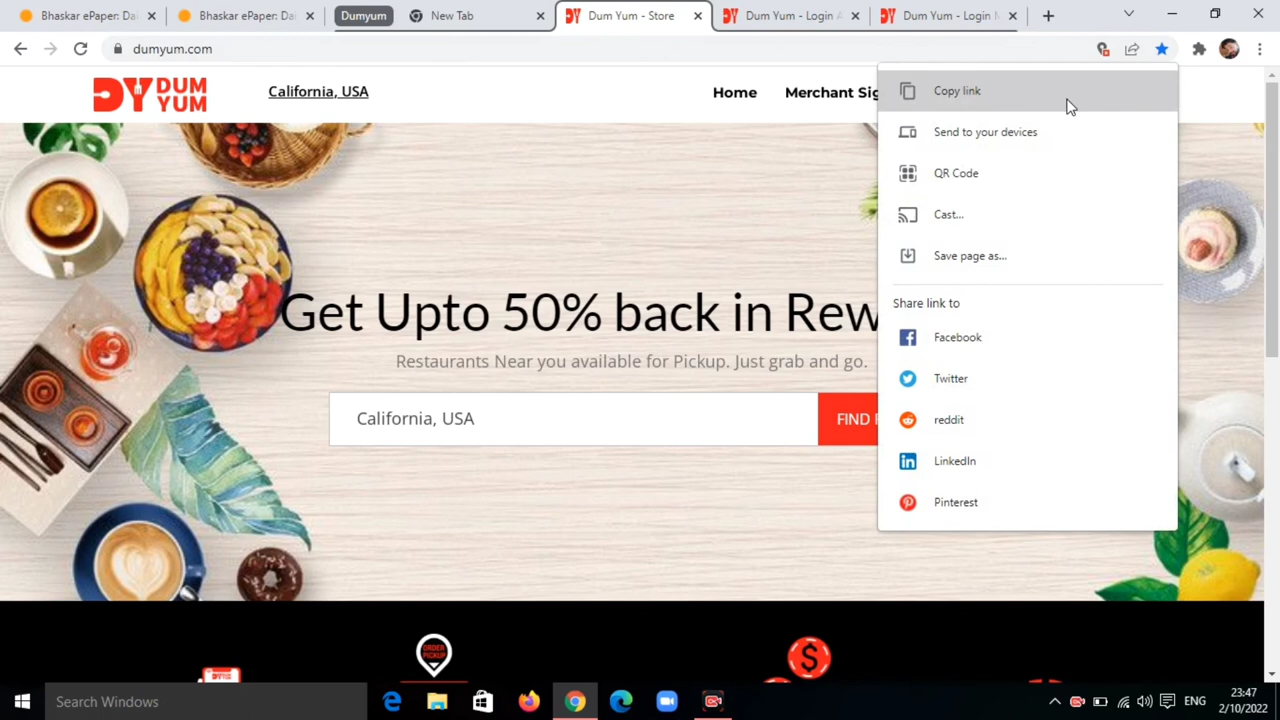 Bhaskar ePaper: Da
Bhaskar ePaper: Da
Dumyum
New Tab
Dum Yum - Store
Dum Yum - Login A
Dum Yum - Login M
dumyum.com
DY DUM
YUM
California, USA
Home
Merchant Sig
Copy link
Send to your devices
QR Code
Cast...
Save page as...
Share link to
Facebook
Twitter
reddit
LinkedIn
Pinterest
Get Upto 50% back in Rew
Restaurants Near you available for Pickup. Just grab and go.
California, USA
FIND
ORDER
PICKUP
$
Search Windows
ENG
23:47
2/10/2022